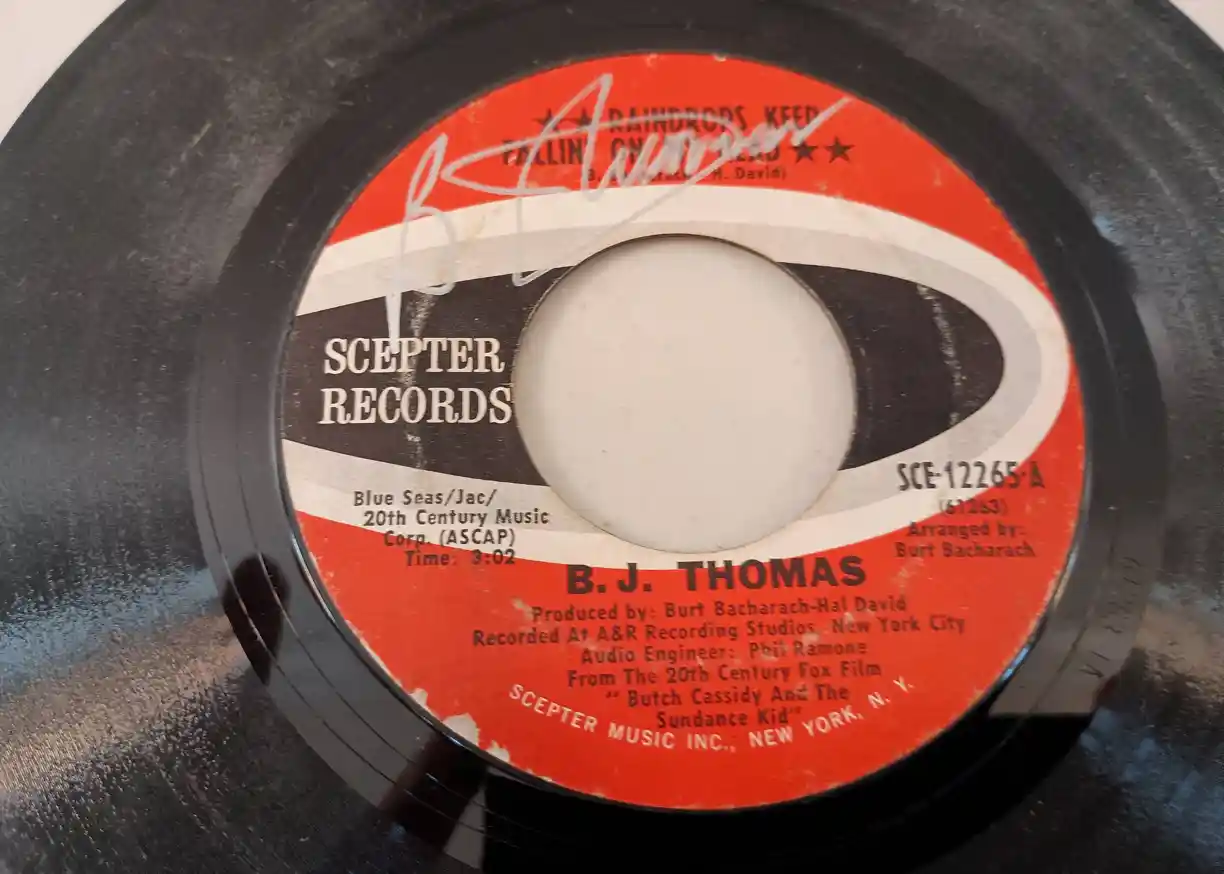 ★ ★ RAINDROPS KEEP
FALLIN' ON MY HEAD ★ ★
(B. Bacharach-H. David)
SCEPTER
RECORDS
Blue Seas/Jac/
20th Century Music
Corp. (ASCAP)
Time: 3:02
SCE-12265-A
(61263)
Arranged by:
Burt Bacharach
B. J. THOMAS
Produced by: Burt Bacharach-Hal David
Recorded At A&R Recording Studios, New York City
Audio Engineer: Phil Ramone
From The 20th Century Fox Film
"Butch Cassidy And The
Sundance Kid"
SCEPTER MUSIC INC., NEW YORK, N. Y.